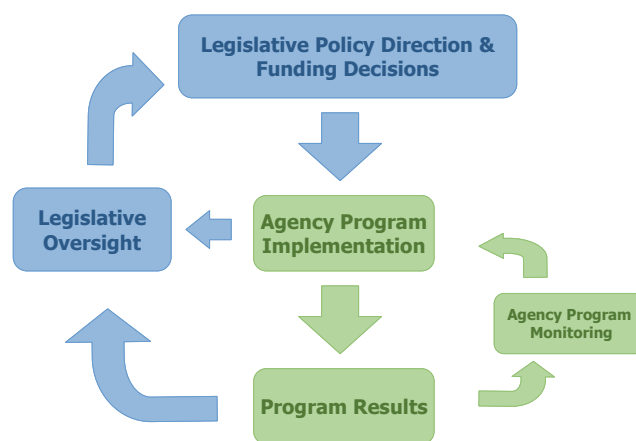 Legislative Policy Direction &
Funding Decisions
Legislative
Oversight
Agency Program
Implementation
Agency Program
Monitoring
Program Results